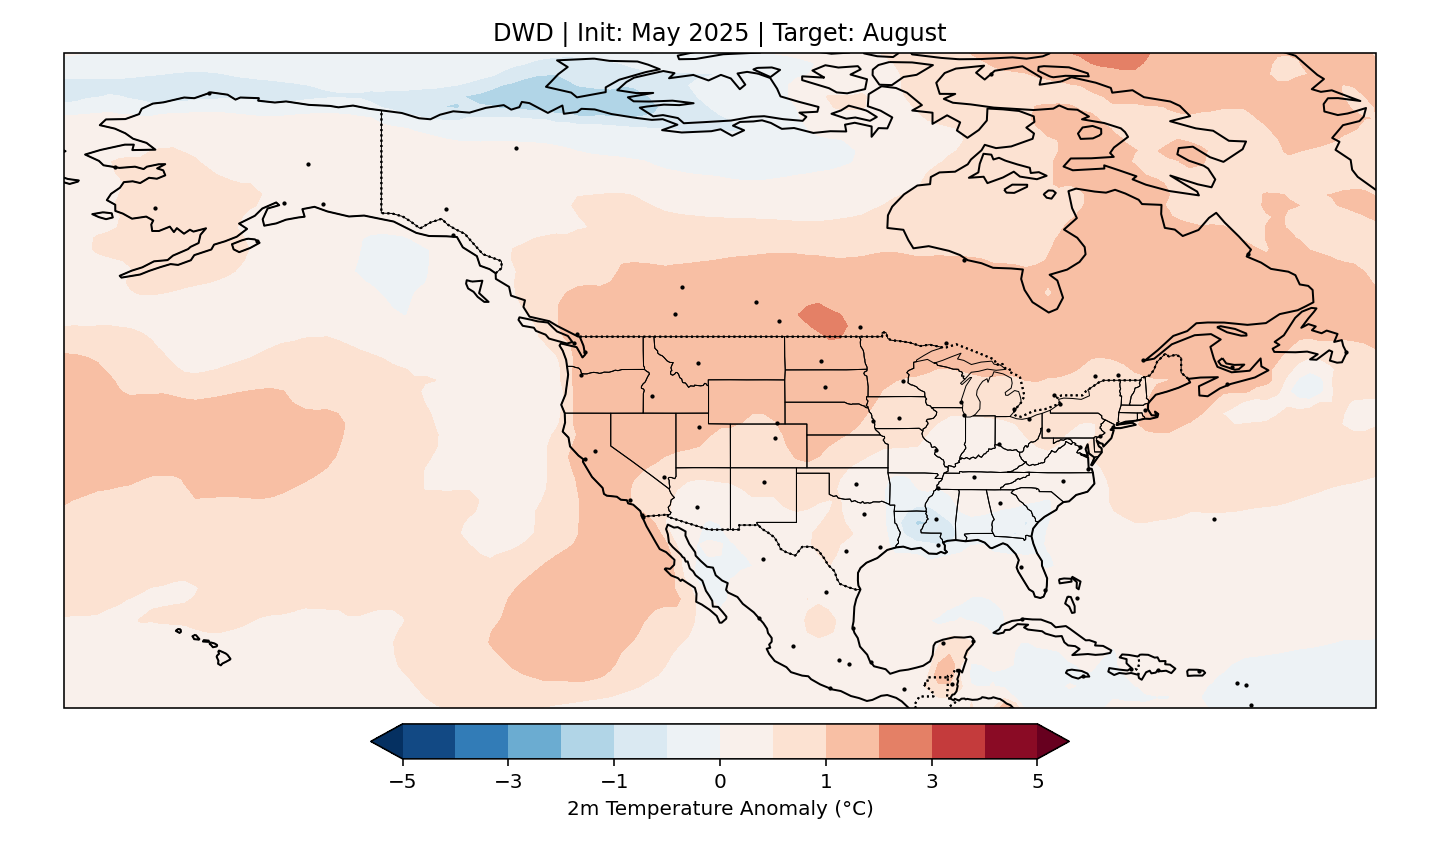 DWD | Init: May 2025 | Target: August
−5 −3 −1 0 1 3 5
2m Temperature Anomaly (°C)